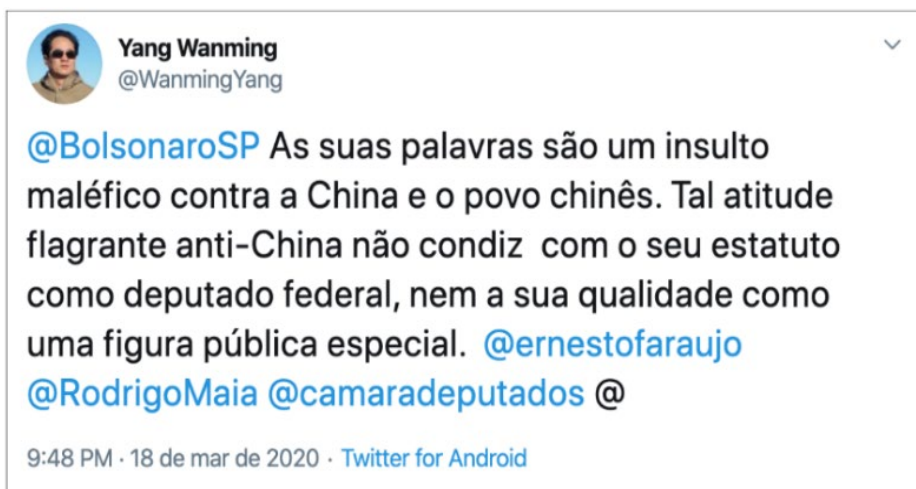 Yang Wanming
@WanmingYang
@BolsonaroSP As suas palavras são um insulto
maléfico contra a China e o povo chinês. Tal atitude
flagrante anti-China não condiz  com o seu estatuto
como deputado federal, nem a sua qualidade como
uma figura pública especial.  @ernestofaraujo
@RodrigoMaia @camaradeputados @
9:48 PM · 18 de mar de 2020 · Twitter for Android